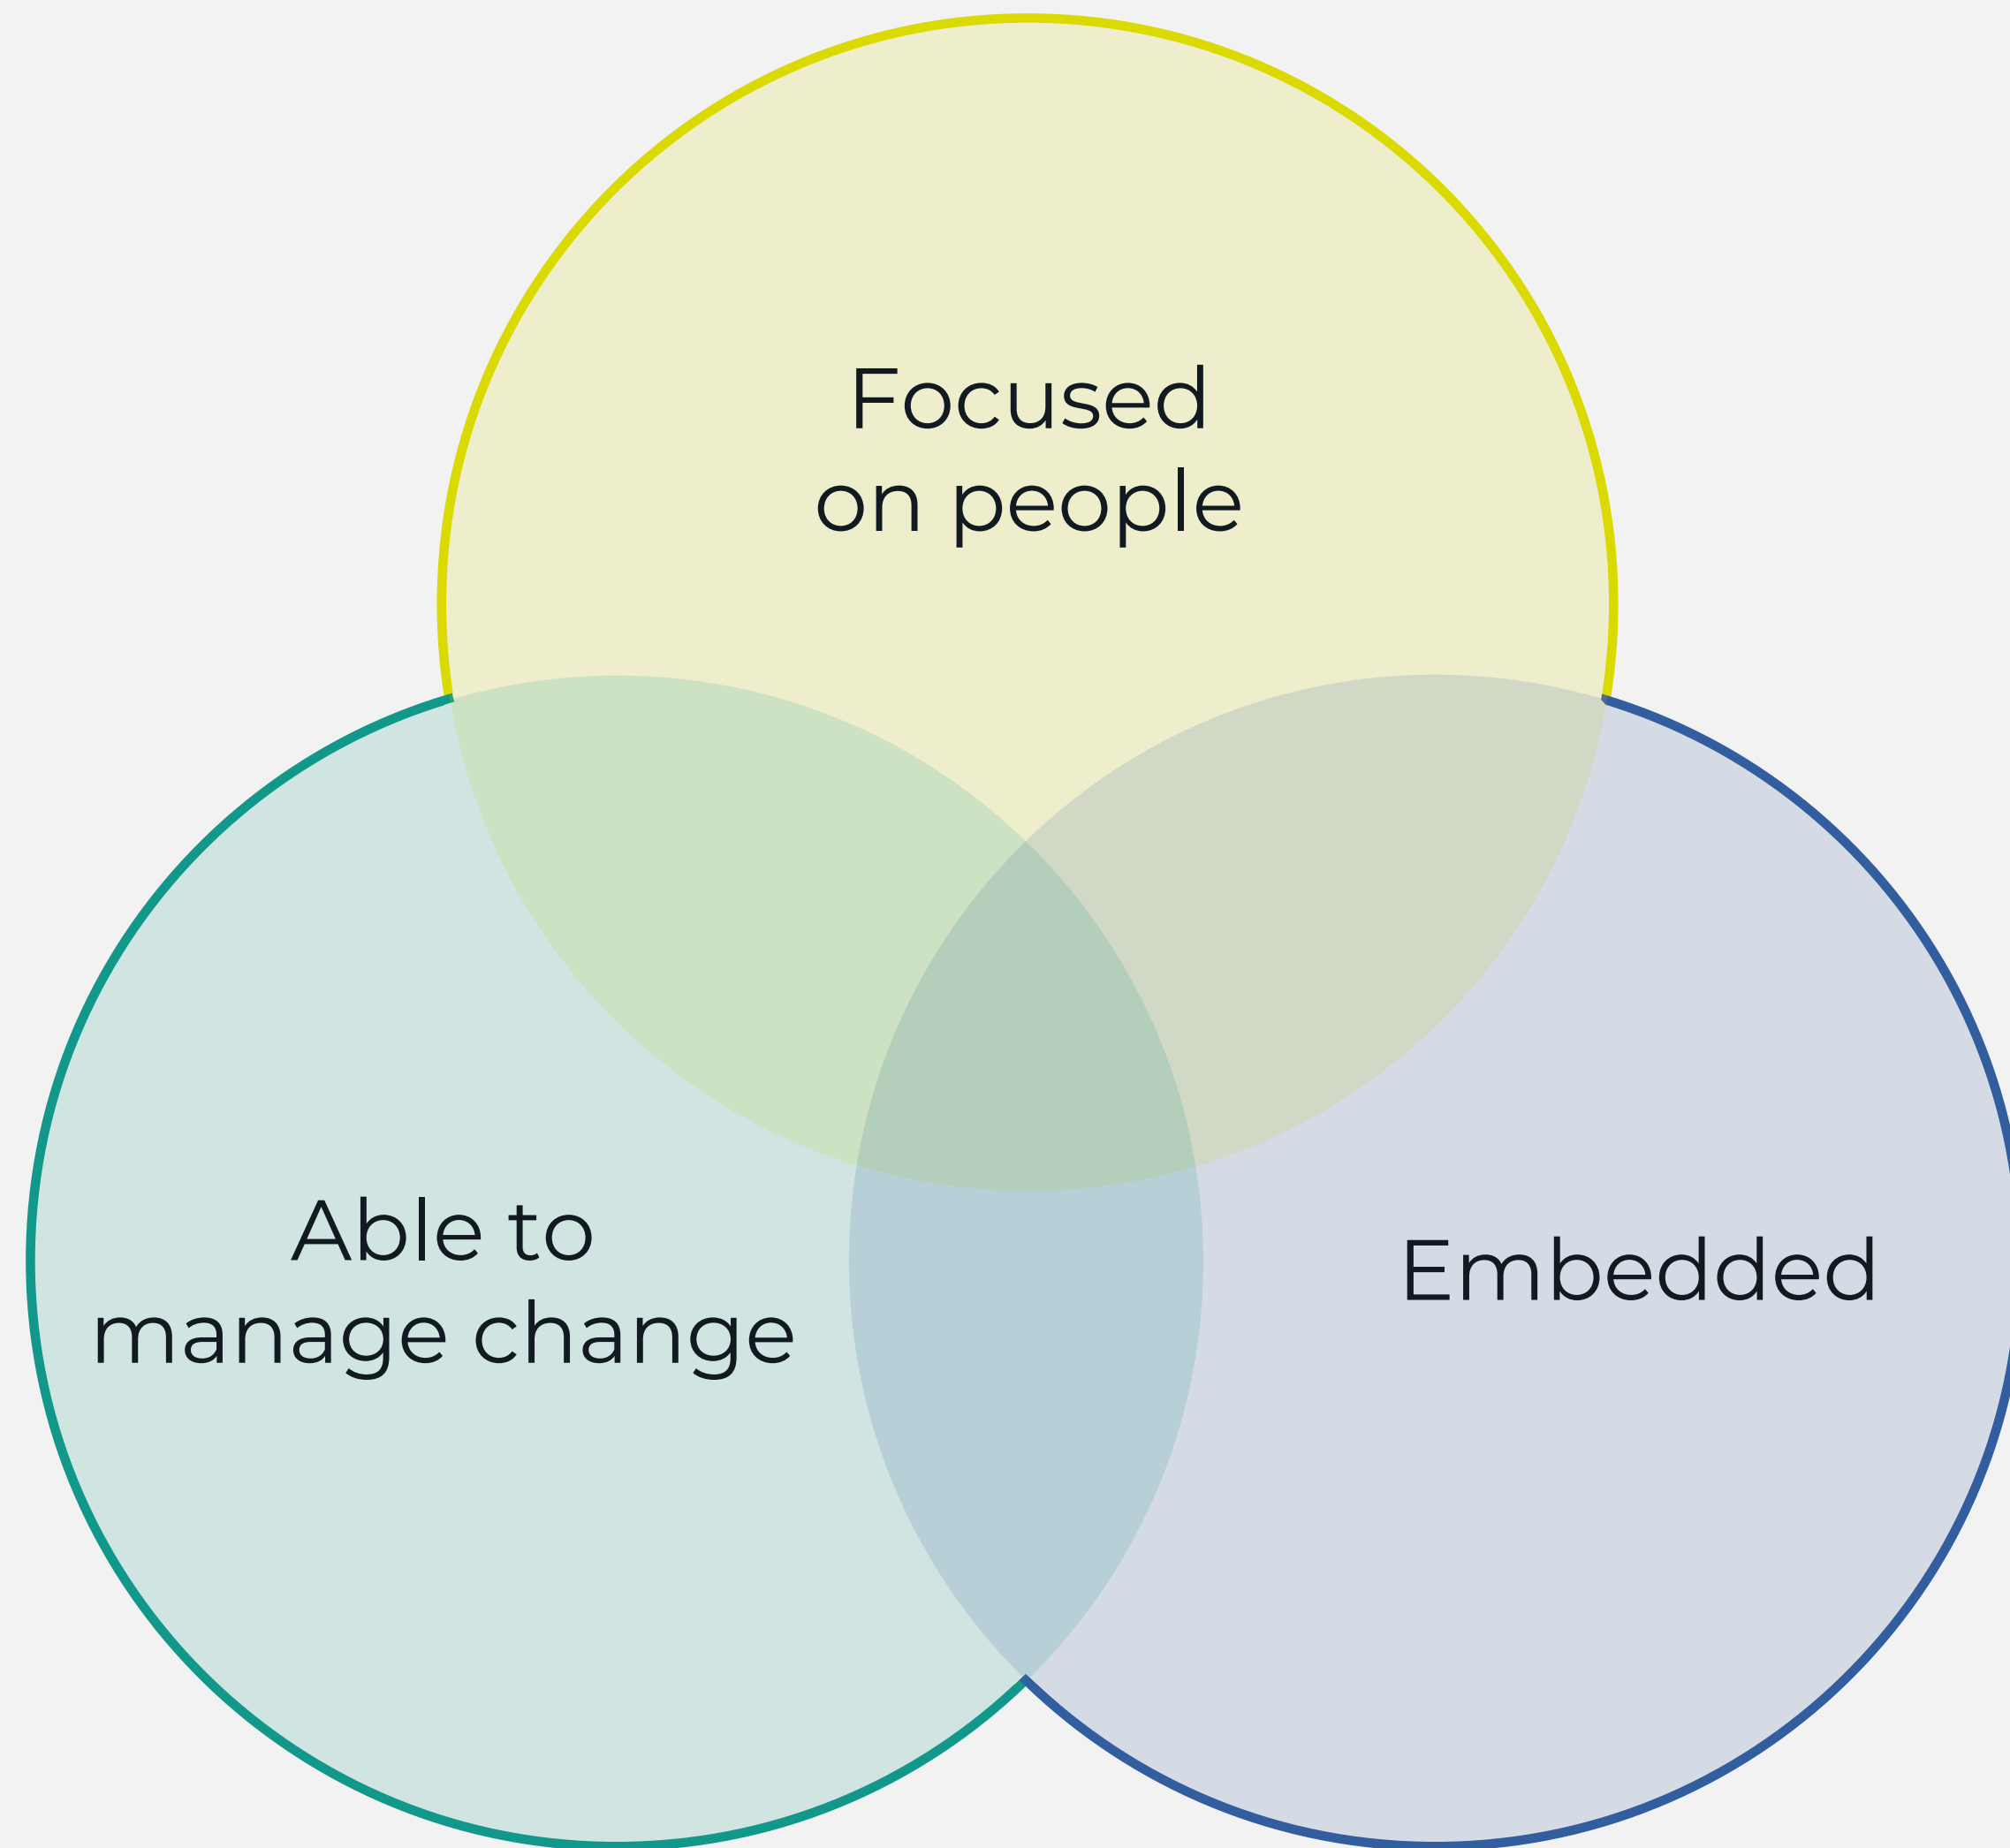 Focused
on people
Able to
manage change
Embedded